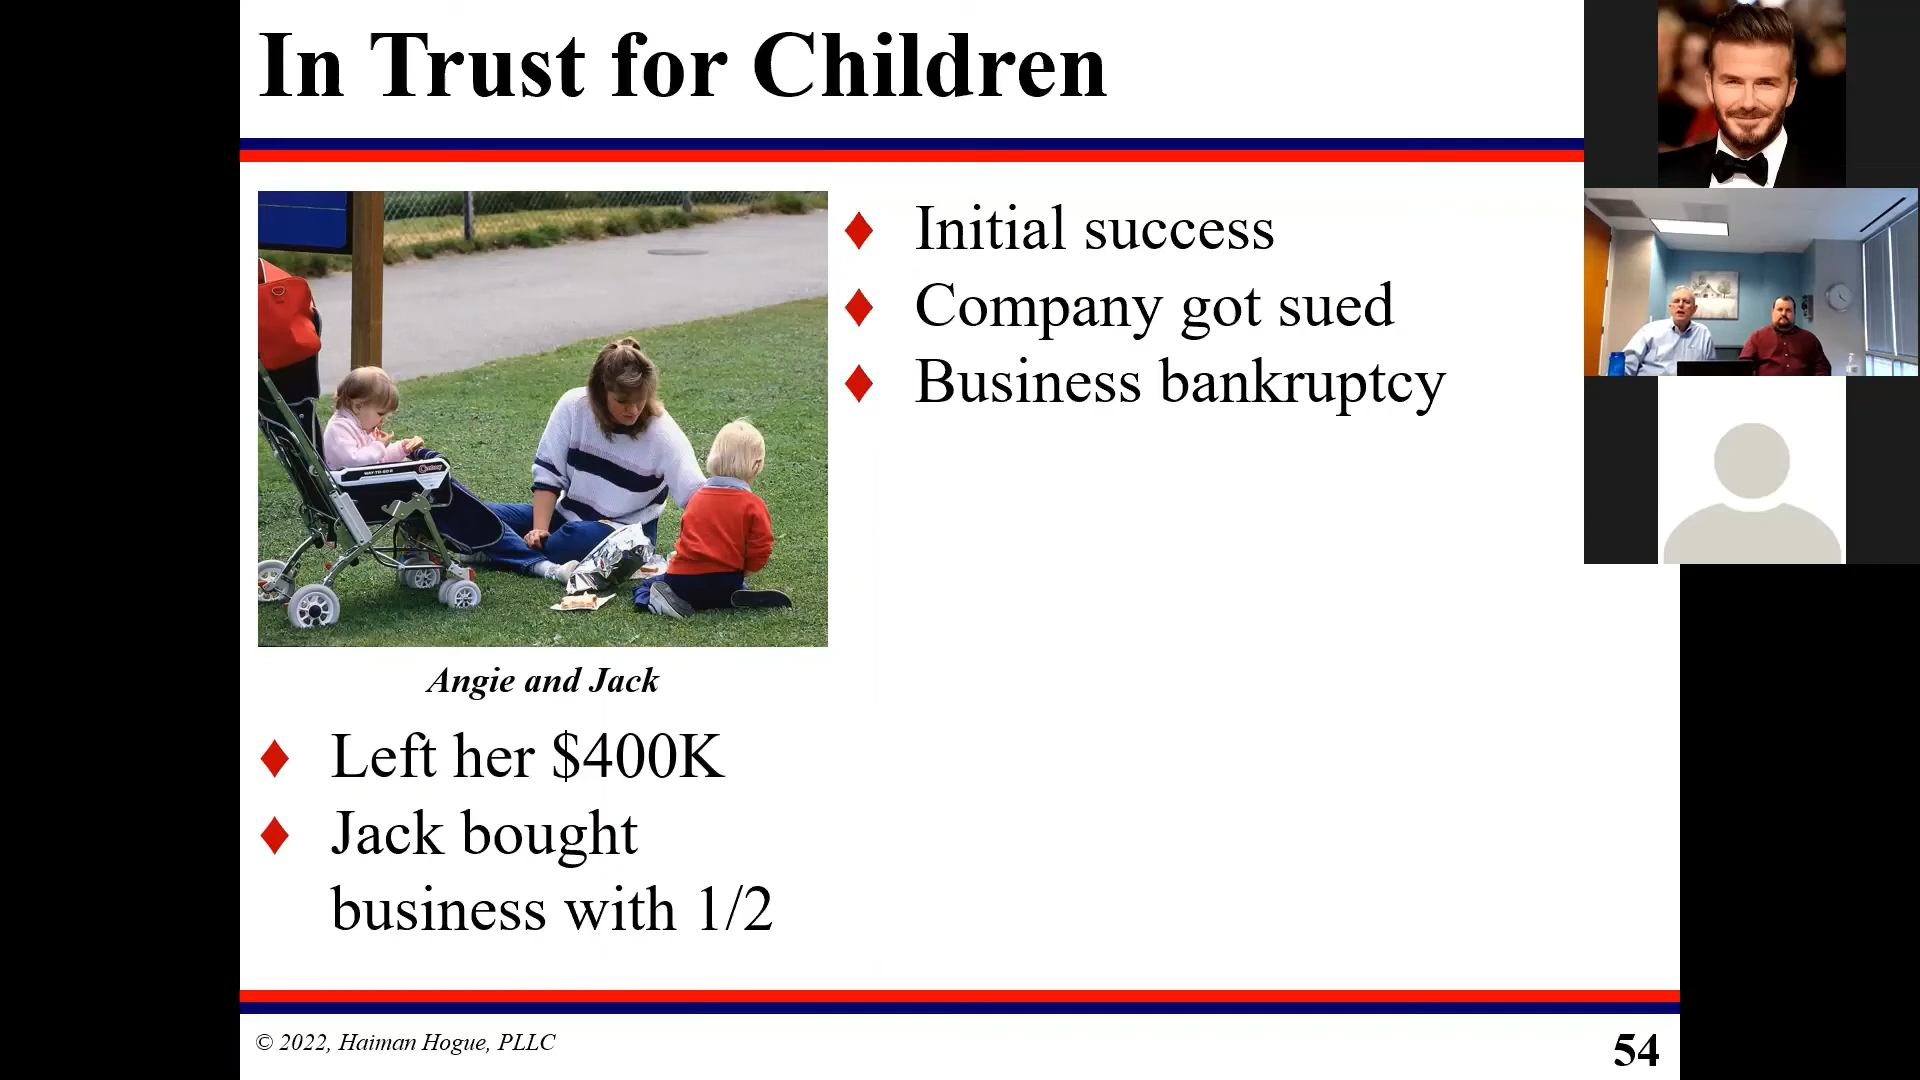 In Trust for Children
Angie and Jack
♦ Left her $400K
♦ Jack bought
business with 1/2
♦ Initial success
♦ Company got sued
♦ Business bankruptcy
© 2022, Haiman Hogue, PLLC
54